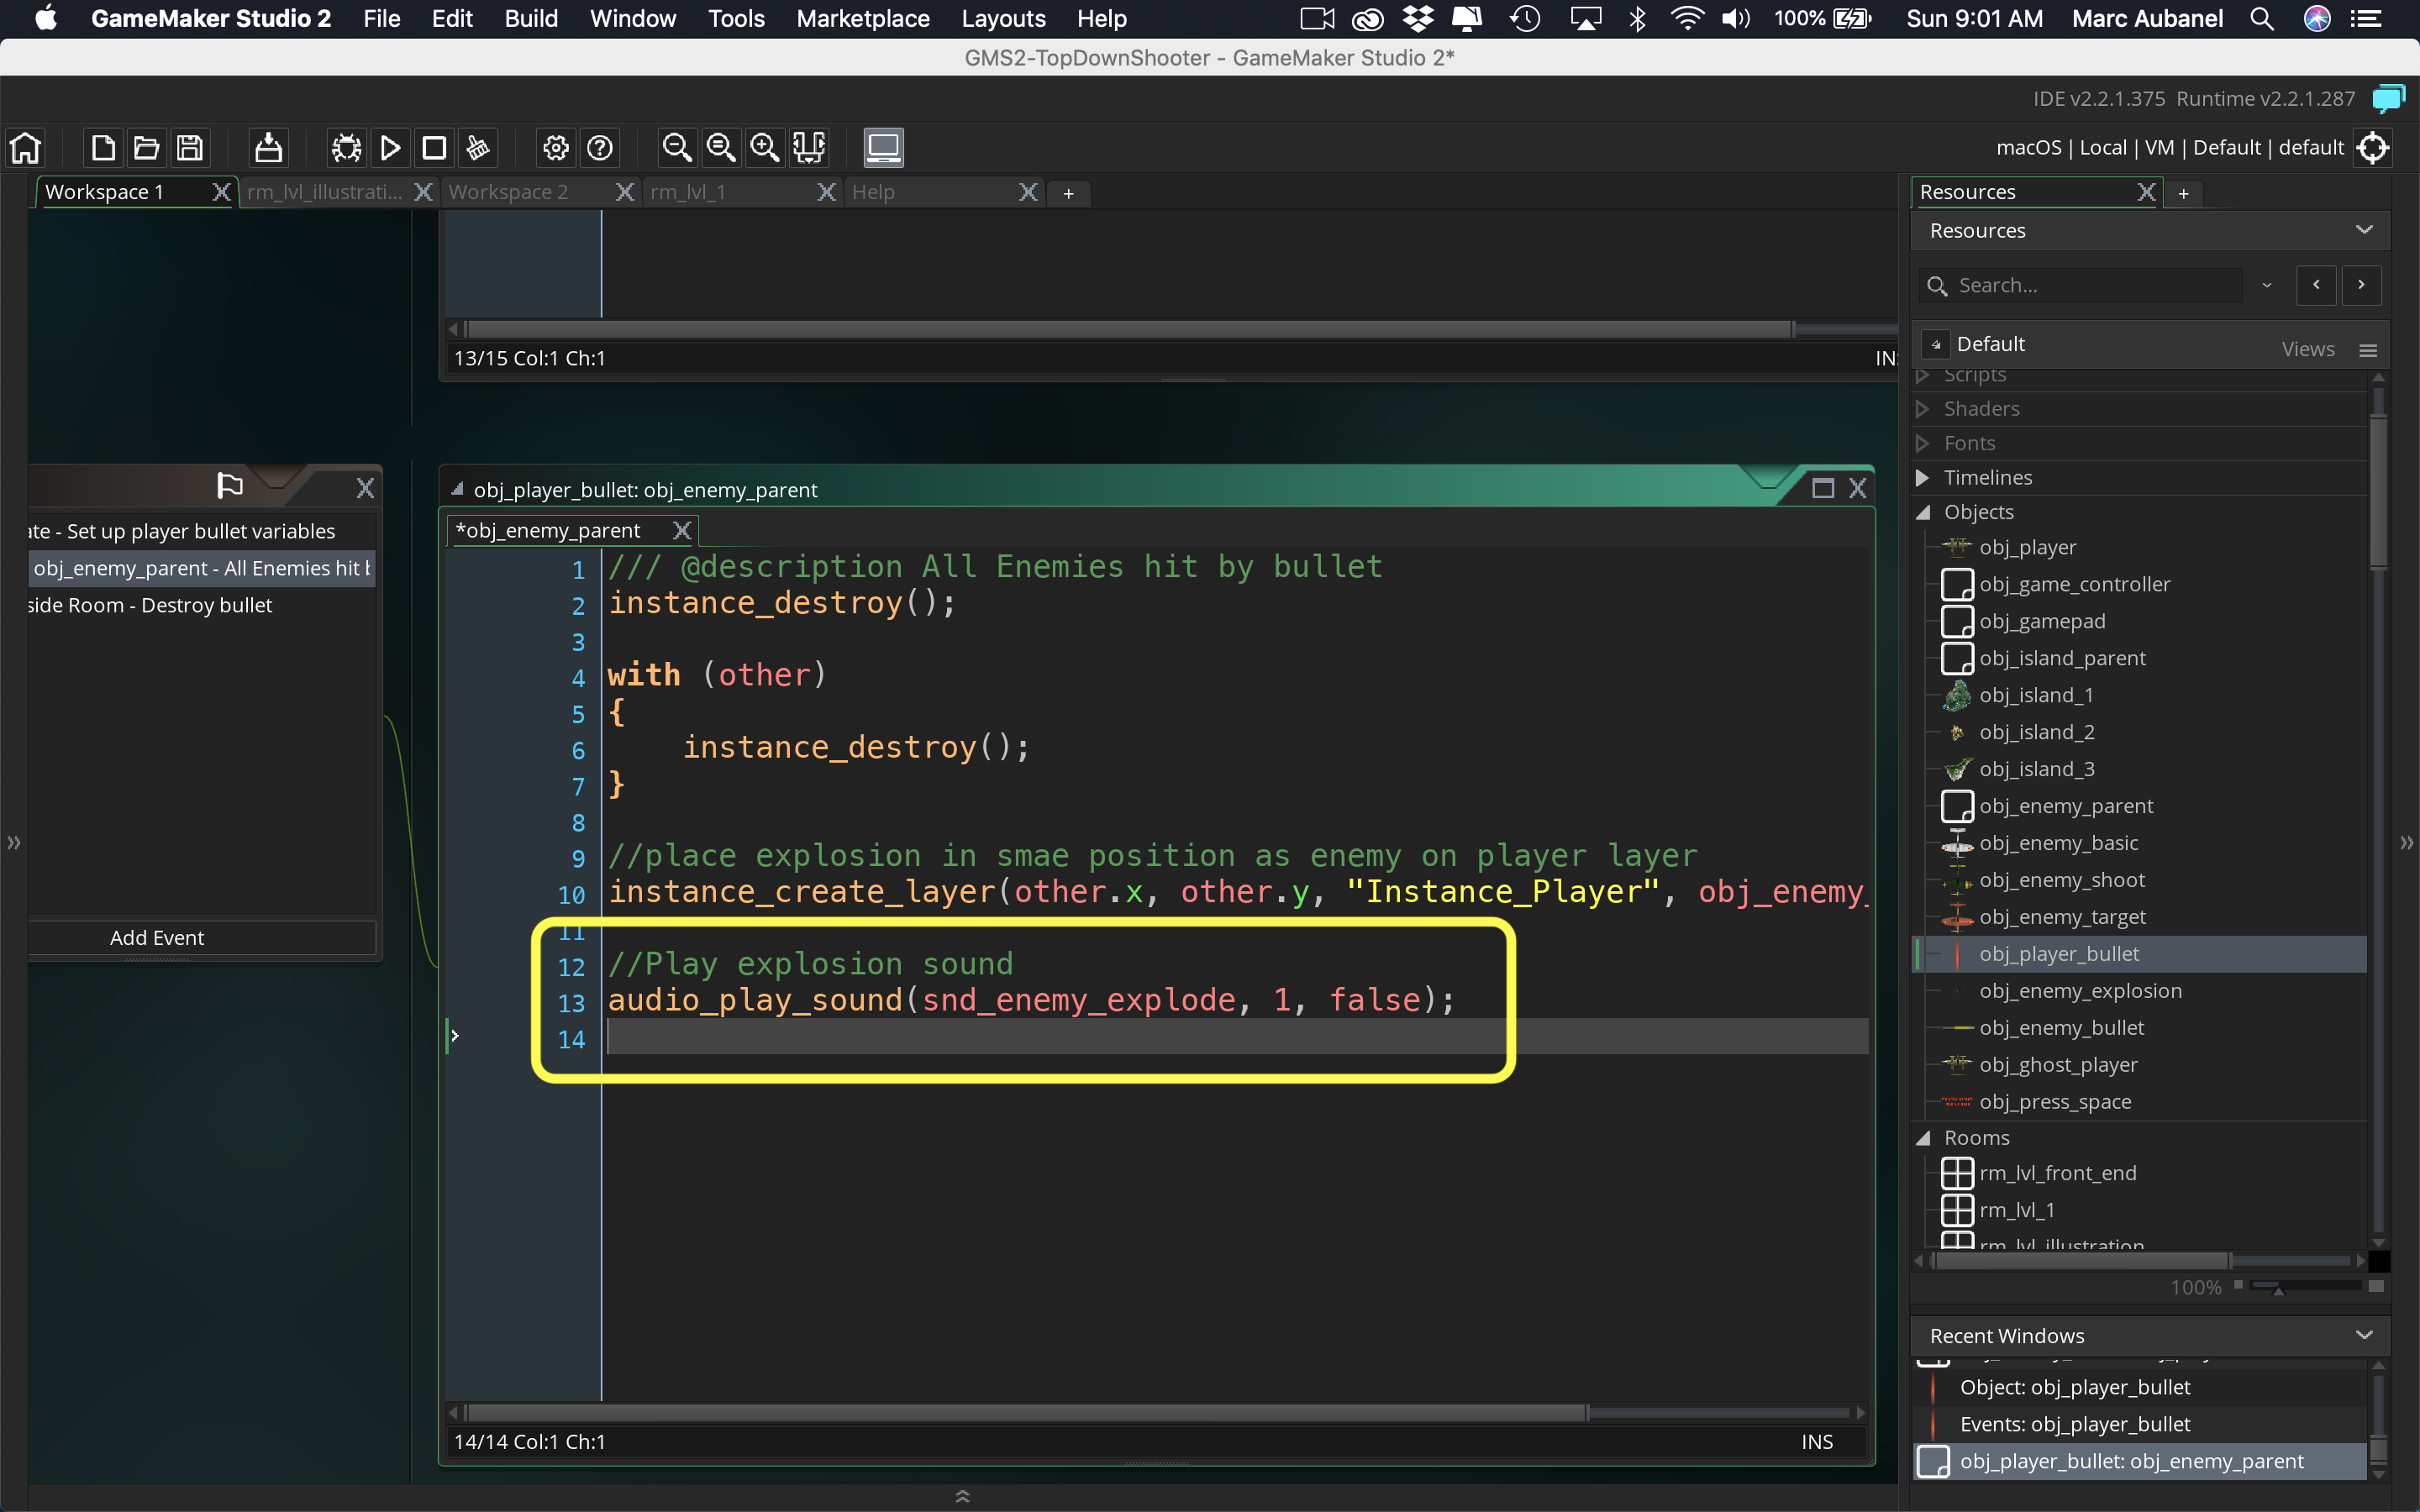 GameMaker Studio 2 File Edit Build Window Tools Marketplace Layouts Help 100% Sun 9:01 AM Marc Aubanel
GMS2-TopDownShooter - GameMaker Studio 2*
IDE v2.2.1.375 Runtime v2.2.1.287
macOS | Local | VM | Default | default
Workspace 1 rm_lvl_illustrati... Workspace 2 rm_lvl_1 Help +
13/15 Col:1 Ch:1
ate - Set up player bullet variables
obj_enemy_parent - All Enemies hit b
side Room - Destroy bullet
Add Event
obj_player_bullet: obj_enemy_parent
*obj_enemy_parent
1 /// @description All Enemies hit by bullet
2 instance_destroy();
3
4 with (other)
5 {
6 instance_destroy();
7 }
8
9 //place explosion in smae position as enemy on player layer
10 instance_create_layer(other.x, other.y, "Instance_Player", obj_enemy_
11
12 //Play explosion sound
13 audio_play_sound(snd_enemy_explode, 1, false);
14
14/14 Col:1 Ch:1 INS
Resources +
Resources
Search...
Default Views
Scripts
Shaders
Fonts
Timelines
Objects
obj_player
obj_game_controller
obj_gamepad
obj_island_parent
obj_island_1
obj_island_2
obj_island_3
obj_enemy_parent
obj_enemy_basic
obj_enemy_shoot
obj_enemy_target
obj_player_bullet
obj_enemy_explosion
obj_enemy_bullet
obj_ghost_player
obj_press_space
Rooms
rm_lvl_front_end
rm_lvl_1
rm_lvl_illustration
100%
Recent Windows
Object: obj_player_bullet
Events: obj_player_bullet
obj_player_bullet: obj_enemy_parent